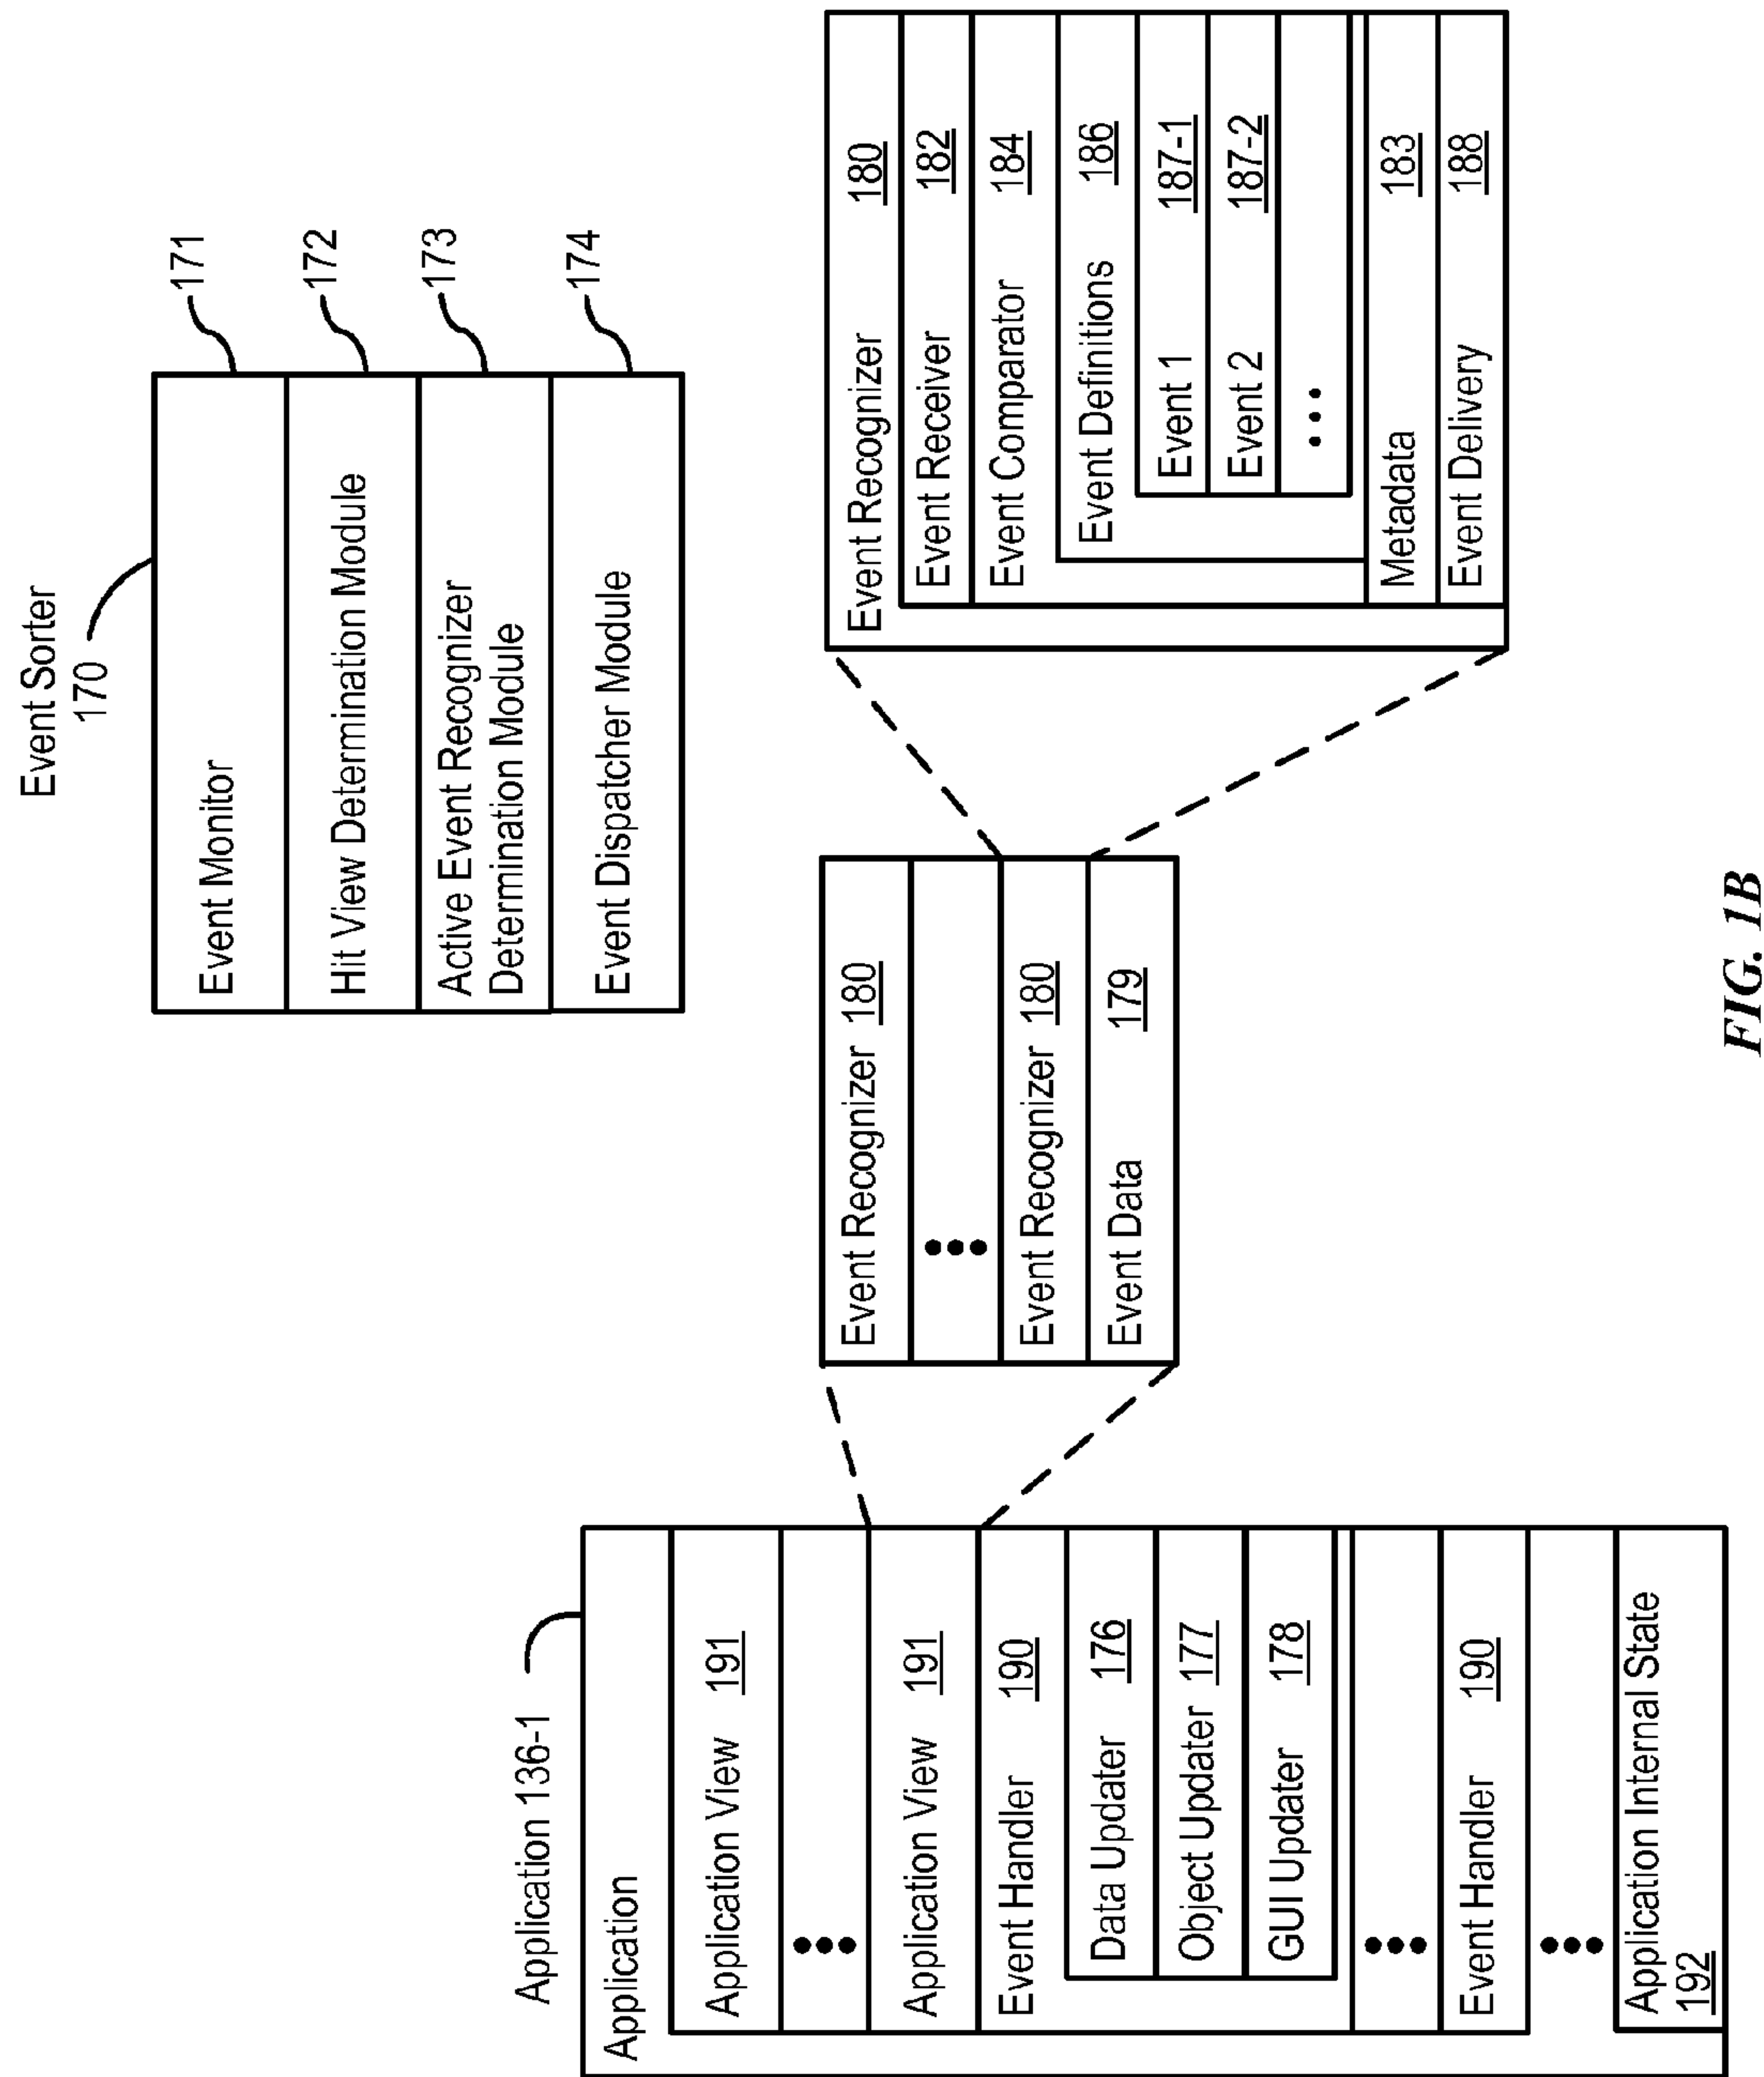 Event Sorter
170
Event Monitor
171
Hit View Determination Module
172
Active Event Recognizer
Determination Module
173
Event Dispatcher Module
174
Application 136-1
Application
Application View 191
•••
Application View 191
Event Handler 190
Data Updater 176
Object Updater 177
GUI Updater 178
•••
Event Handler 190
•••
Application Internal State
192
Event Recognizer 180
•••
Event Recognizer 180
Event Data 179
Event Recognizer 180
Event Receiver 182
Event Comparator 184
Event Definitions 186
Event 1 187-1
Event 2 187-2
•••
Metadata 183
Event Delivery 188
FIG. 1B